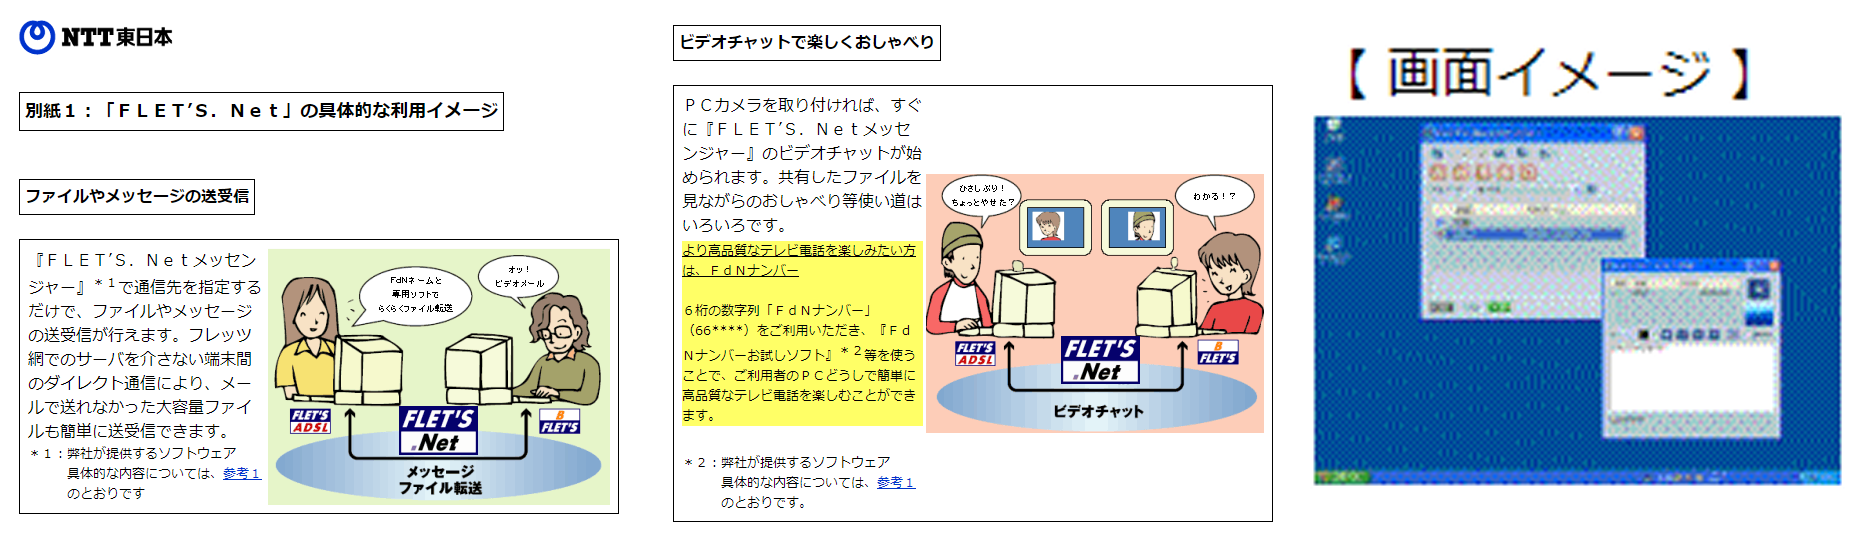 NTT東日本
別紙１：「ＦＬＥＴ’Ｓ．Ｎｅｔ」の具体的な利用イメージ
ファイルやメッセージの送受信
『ＦＬＥＴ’Ｓ．Ｎｅｔメッセン
ジャー』＊１で通信先を指定する
だけで、ファイルやメッセージ
の送受信が行えます。フレッツ
網でのサーバを介さない端末間
のダイレクト通信により、メー
ルで送れなかった大容量ファイ
ルも簡単に送受信できます。
＊１：弊社が提供するソフトウェア
具体的な内容については、参考１
のとおりです
FdNネームと
専用ソフトで
らくらくファイル転送
オッ！
ビデオメール
FLET'S
ADSL
FLET'S
.Net
B
FLET'S
メッセージ
ファイル転送
ビデオチャットで楽しくおしゃべり
ＰＣカメラを取り付ければ、すぐ
に『ＦＬＥＴ’Ｓ．Ｎｅｔメッセ
ンジャー』のビデオチャットが始
められます。共有したファイルを
見ながらのおしゃべり等使い道は
いろいろです。
より高品質なテレビ電話を楽しみたい方
は、ＦｄＮナンバー
６桁の数字列「ＦｄＮナンバー」
（66****）をご利用いただき、『Ｆｄ
Ｎナンバーお試しソフト』＊２等を使う
ことで、ご利用者のＰＣどうしで簡単に
高品質なテレビ電話を楽しむことができ
ます。
＊２：弊社が提供するソフトウェア
具体的な内容については、参考１
のとおりです。
ひさしぶり！
ちょっとやせた？
わかる！？
FLET'S
ADSL
FLET'S
.Net
B
FLET'S
ビデオチャット
【 画面イメージ 】